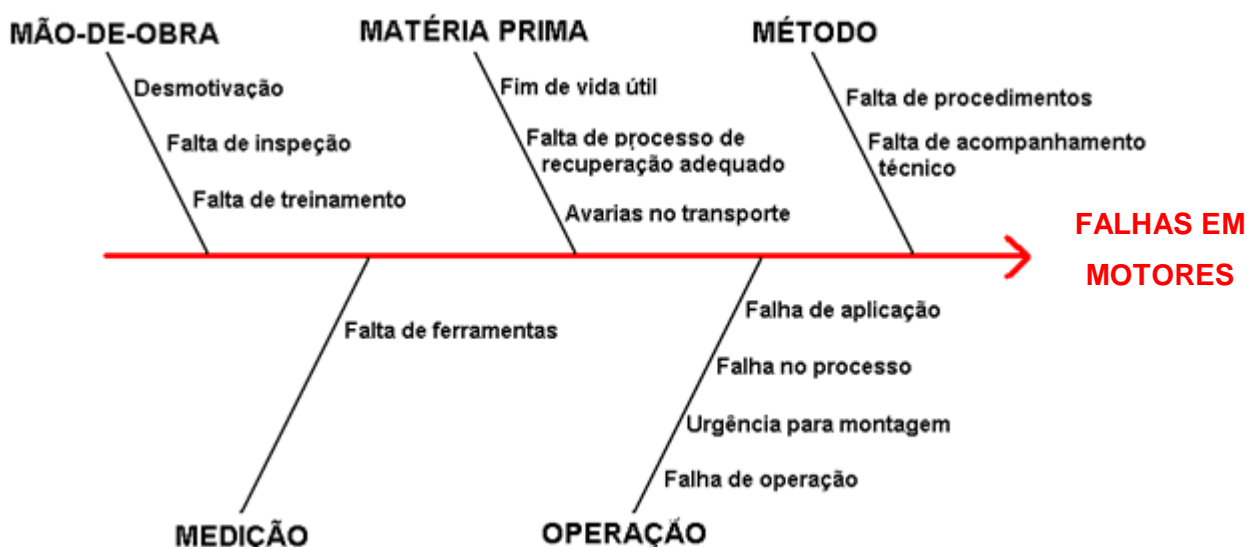 MÃO-DE-OBRA
Desmotivação
Falta de inspeção
Falta de treinamento
MATÉRIA PRIMA
Fim de vida útil
Falta de processo de
recuperação adequado
Avarias no transporte
MÉTODO
Falta de procedimentos
Falta de acompanhamento
técnico
FALHAS EM
MOTORES
Falta de ferramentas
MEDIÇÃO
Falha de aplicação
Falha no processo
Urgência para montagem
Falha de operação
OPERAÇÃO